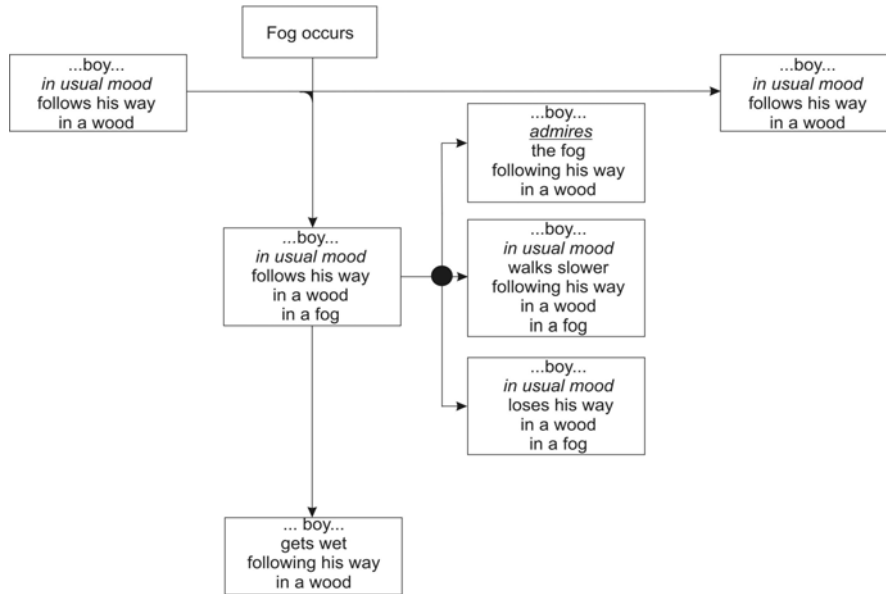 Fog occurs
...boy...
in usual mood
follows his way
in a wood
...boy...
in usual mood
follows his way
in a wood
...boy...
admires
the fog
following his way
in a wood
...boy...
in usual mood
follows his way
in a wood
in a fog
...boy...
in usual mood
walks slower
following his way
in a wood
in a fog
...boy...
in usual mood
loses his way
in a wood
in a fog
... boy...
gets wet
following his way
in a wood